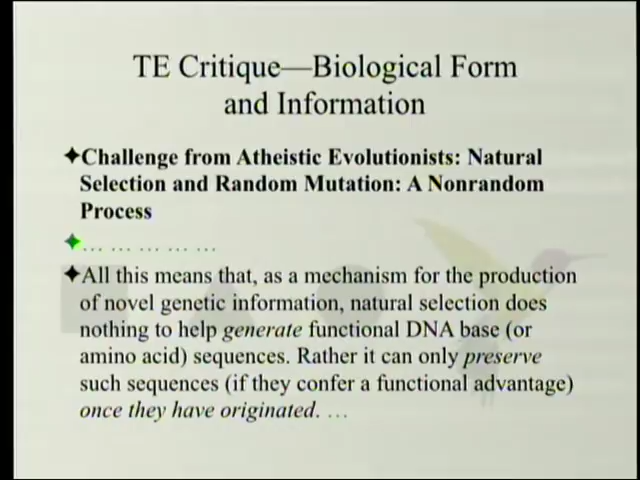 TE Critique—Biological Form
and Information
✦Challenge from Atheistic Evolutionists: Natural
Selection and Random Mutation: A Nonrandom
Process
✦… … … … …
✦All this means that, as a mechanism for the production
of novel genetic information, natural selection does
nothing to help generate functional DNA base (or
amino acid) sequences. Rather it can only preserve
such sequences (if they confer a functional advantage)
once they have originated. …